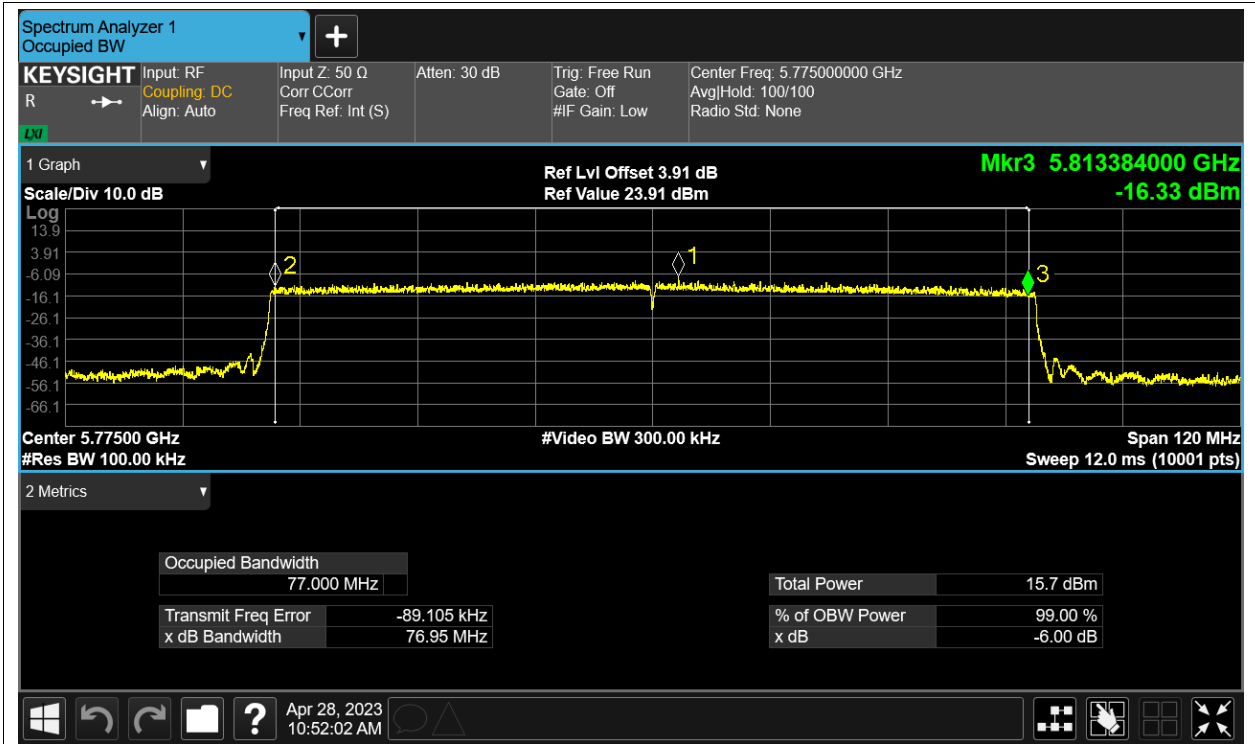 Spectrum Analyzer 1
Occupied BW
KEYSIGHT
R
LXI
Input: RF
Coupling: DC
Align: Auto
Input Z: 50 Ω
Corr CCorr
Freq Ref: Int (S)
Atten: 30 dB
Trig: Free Run
Gate: Off
#IF Gain: Low
Center Freq: 5.775000000 GHz
Avg|Hold: 100/100
Radio Std: None
1 Graph
Scale/Div 10.0 dB
Ref Lvl Offset 3.91 dB
Ref Value 23.91 dBm
Mkr3 5.813384000 GHz
-16.33 dBm
Log
13.9
3.91
-6.09
-16.1
-26.1
-36.1
-46.1
-56.1
-66.1
2
1
3
Center 5.77500 GHz
#Res BW 100.00 kHz
#Video BW 300.00 kHz
Span 120 MHz
Sweep 12.0 ms (10001 pts)
2 Metrics
Occupied Bandwidth
77.000 MHz
Transmit Freq Error -89.105 kHz
x dB Bandwidth 76.95 MHz
Total Power 15.7 dBm
% of OBW Power 99.00 %
x dB -6.00 dB
?
Apr 28, 2023
10:52:02 AM